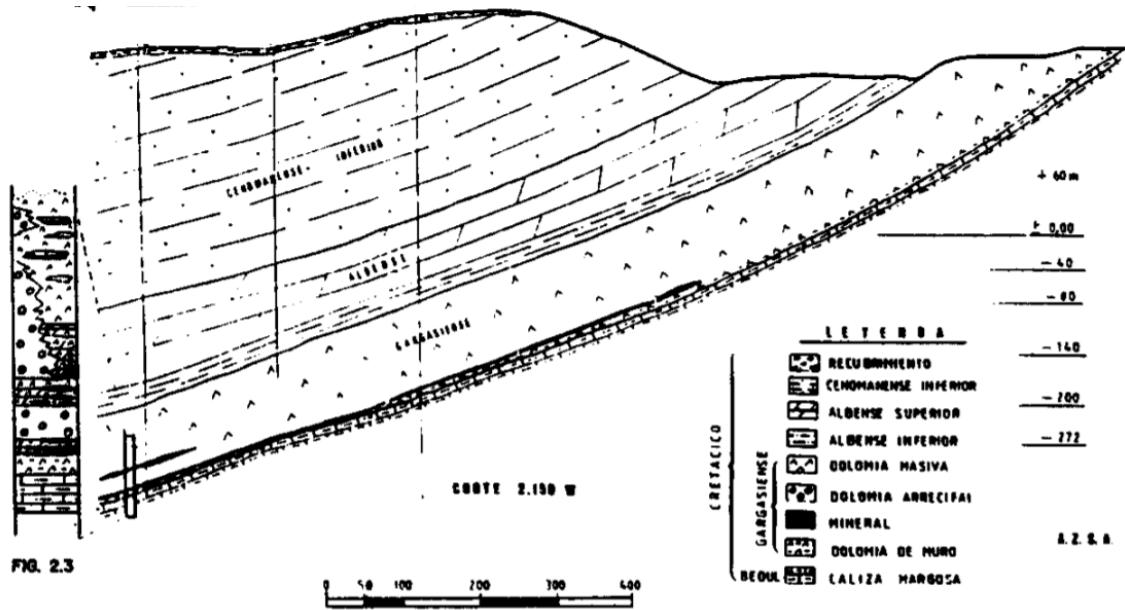 CENOMANENSE- INFERIOR
ALBENSE
GARGASIENSE
+ 60 m
± 0,00
- 40
- 80
- 140
- 200
- 272
LEYENDA
RECUBRIMIENTO
CENOMANENSE INFERIOR
ALBENSE SUPERIOR
ALBENSE INFERIOR
DOLOMIA MASIVA
DOLOMIA ARRECIFAL
MINERAL
DOLOMIA DE MURO
CALIZA MARGOSA
CRETACICO
GARGASIENSE
BEDUL
CORTE 2.150 W
A. Z. S. A.
FIG. 2.3
0 50 100 200 300 400